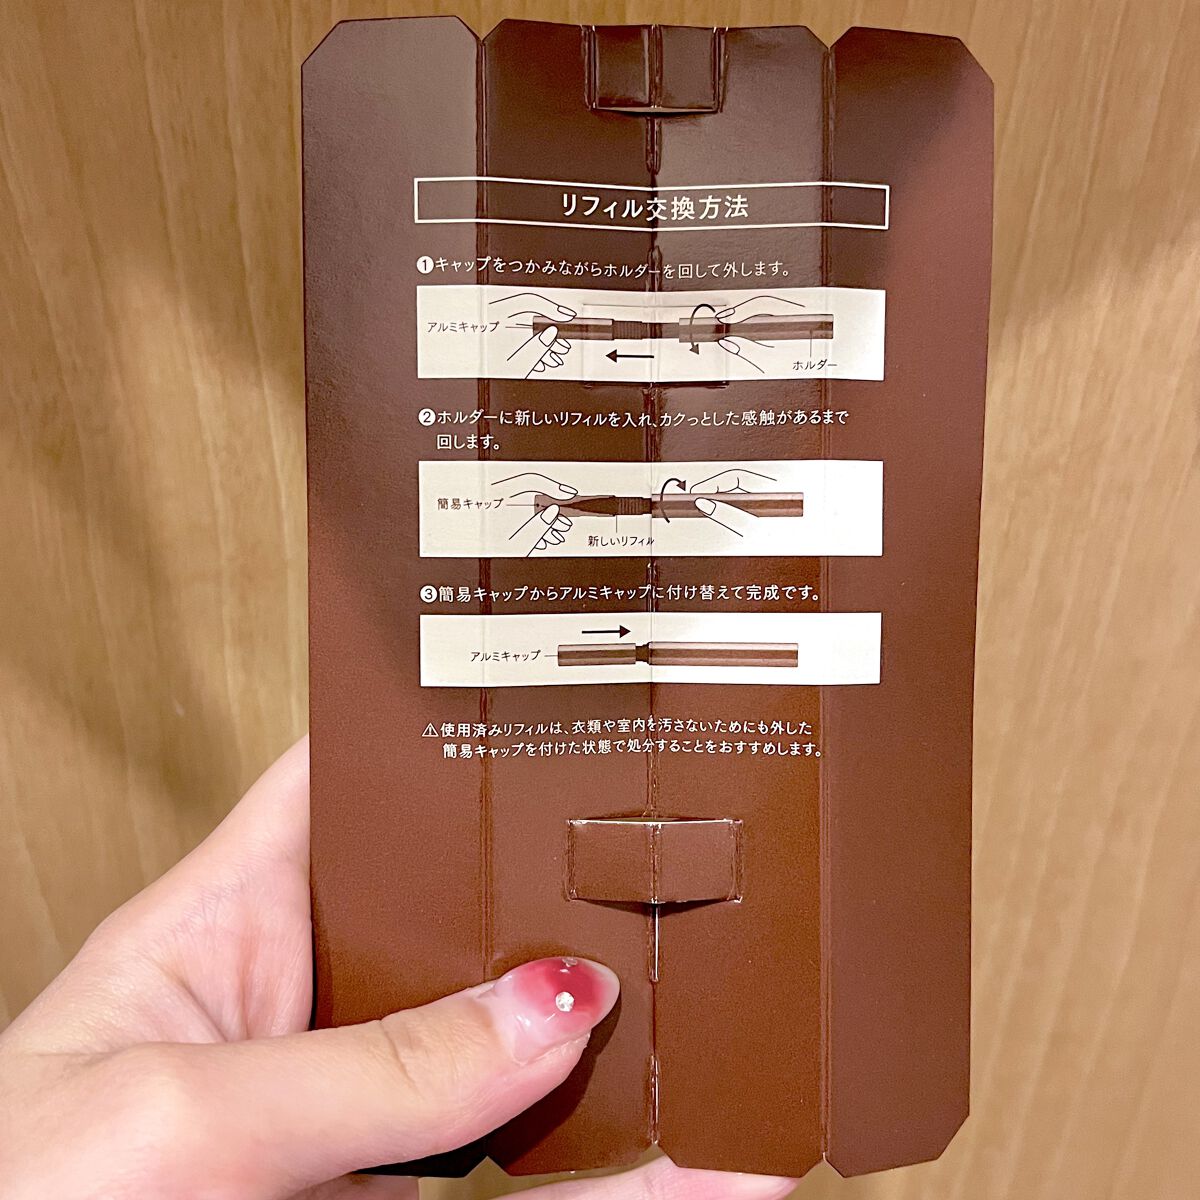 リフィル交換方法
❶キャップをつかみながらホルダーを回して外します。
アルミキャップ
ホルダー
❷ホルダーに新しいリフィルを入れ、カクっとした感触があるまで
回します。
簡易キャップ
新しいリフィル
❸簡易キャップからアルミキャップに付け替えて完成です。
アルミキャップ
⚠使用済みリフィルは、衣類や室内を汚さないためにも外した
簡易キャップを付けた状態で処分することをおすすめします。